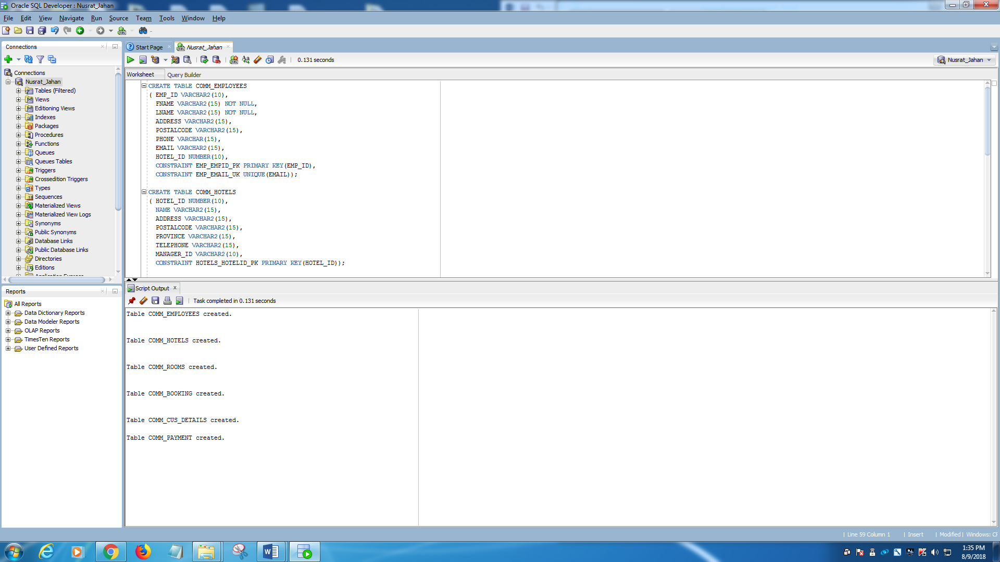 Oracle SQL Developer : Nusrat_Jahan
File Edit View Navigate Run Source Team Tools Window Help
Connections
Start Page
Nusrat_Jahan
0.131 seconds
Nusrat_Jahan
Worksheet
Query Builder
Connections
Nusrat_Jahan
Tables (Filtered)
Views
Editioning Views
Indexes
Packages
Procedures
Functions
Queues
Queues Tables
Triggers
Crossedition Triggers
Types
Sequences
Materialized Views
Materialized View Logs
Synonyms
Public Synonyms
Database Links
Public Database Links
Directories
Editions
Application Express
CREATE TABLE COMM_EMPLOYEES
( EMP_ID VARCHAR2(10),
FNAME VARCHAR2(15) NOT NULL,
LNAME VARCHAR2(15) NOT NULL,
ADDRESS VARCHAR2(15),
POSTALCODE VARCHAR2(15),
PHONE VARCHAR(15),
EMAIL VARCHAR2(15),
HOTEL_ID NUMBER(10),
CONSTRAINT EMP_EMPID_PK PRIMARY KEY(EMP_ID),
CONSTRAINT EMP_EMAIL_UK UNIQUE(EMAIL));
CREATE TABLE COMM_HOTELS
( HOTEL_ID NUMBER(10),
NAME VARCHAR2(15),
ADDRESS VARCHAR2(15),
POSTALCODE VARCHAR2(15),
PROVINCE VARCHAR2(15),
TELEPHONE VARCHAR2(15),
MANAGER_ID VARCHAR2(10),
CONSTRAINT HOTELS_HOTELID_PK PRIMARY KEY(HOTEL_ID));
Reports
All Reports
Data Dictionary Reports
Data Modeler Reports
OLAP Reports
TimesTen Reports
User Defined Reports
Script Output
Task completed in 0.131 seconds
Table COMM_EMPLOYEES created.
Table COMM_HOTELS created.
Table COMM_ROOMS created.
Table COMM_BOOKING created.
Table COMM_CUS_DETAILS created.
Table COMM_PAYMENT created.
Line 59 Column 1 Insert Modified Windows: CF
1:35 PM
8/9/2018